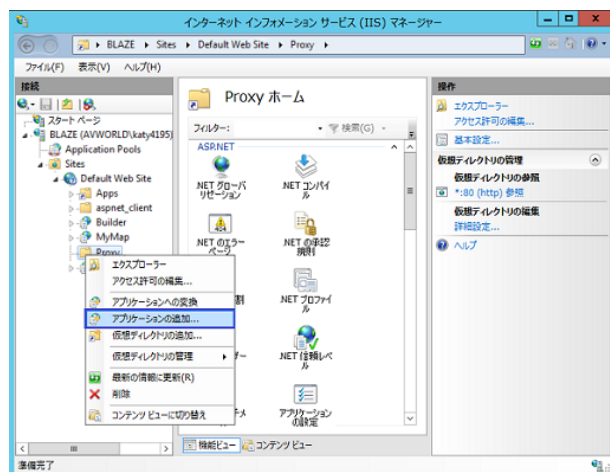 インターネット インフォメーション サービス (IIS) マネージャー
BLAZE ▸ Sites ▸ Default Web Site ▸ Proxy ▸
ファイル(F) 表示(V) ヘルプ(H)
接続
スタート ページ
BLAZE (AVWORLD\katy4195)
Application Pools
Sites
Default Web Site
Apps
aspnet_client
Builder
MyMap
Proxy
エクスプローラー
アクセス許可の編集...
アプリケーションへの変換
アプリケーションの追加...
仮想ディレクトリの追加...
仮想ディレクトリの管理
最新の情報に更新(R)
削除
コンテンツ ビューに切り替え
Proxy ホーム
フィルター: 検索(G)
ASP.NET
.NET グローバ
リゼーション
.NET コンパイ
ル
.NET のエラー
ページ
.NET の承認
規則
割
.NET プロファイ
ル
.NET 信頼レベ
ル
アプリケーション
の設定
機能ビュー コンテンツ ビュー
操作
エクスプローラー
アクセス許可の編集...
基本設定...
仮想ディレクトリの管理
仮想ディレクトリの参照
*:80 (http) 参照
仮想ディレクトリの編集
詳細設定...
ヘルプ
準備完了